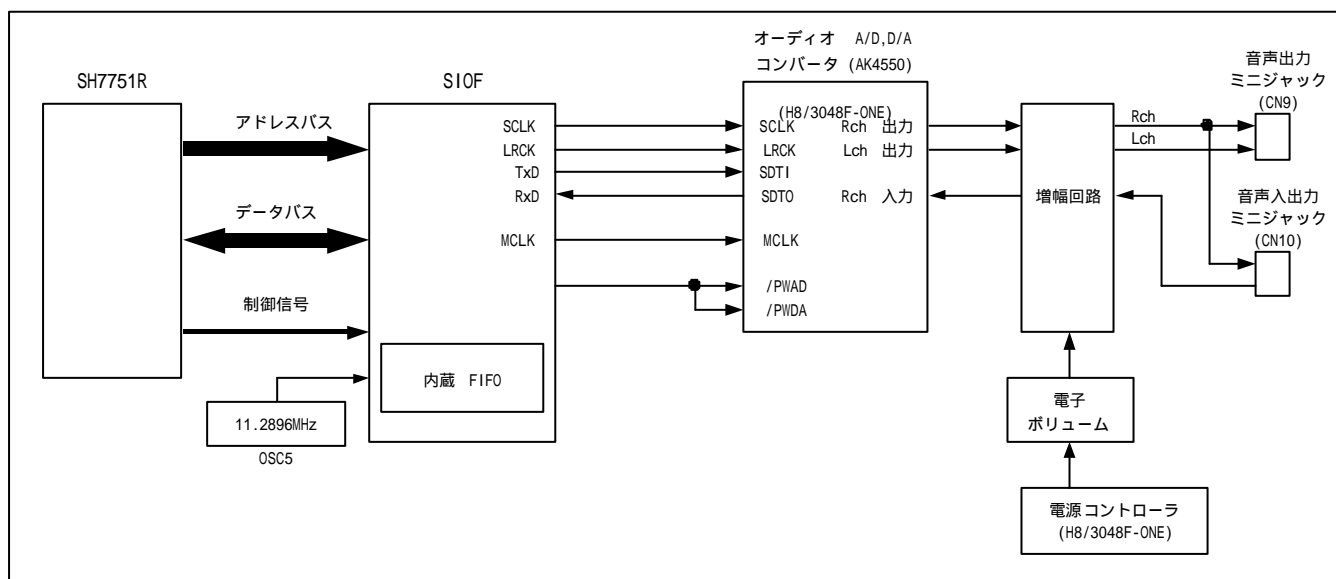 オーディオ A/D,D/A
コンバータ (AK4550)
SH7751R
SIOF
音声出力
ミニジャック
(CN9)
(H8/3048F-ONE)
アドレスバス
SCLK
SCLK
Rch 出力
Rch
LRCK
LRCK
Lch 出力
Lch
TxD
SDTI
RxD
SDTO
Rch 入力
増幅回路
音声入出力
ミニジャック
(CN10)
データバス
MCLK
MCLK
/PWAD
/PWDA
制御信号
内蔵 FIFO
11.2896MHz
OSC5
電子
ボリューム
電源コントローラ
(H8/3048F-ONE)